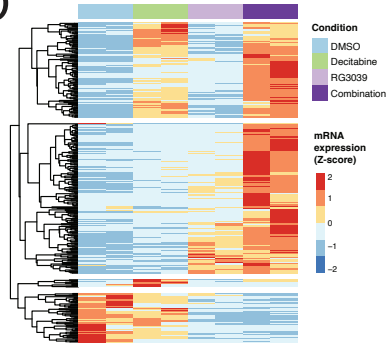 Condition
DMSO
Decitabine
RG3039
Combination
mRNA
expression
(Z-score)
2
1
0
−1
−2